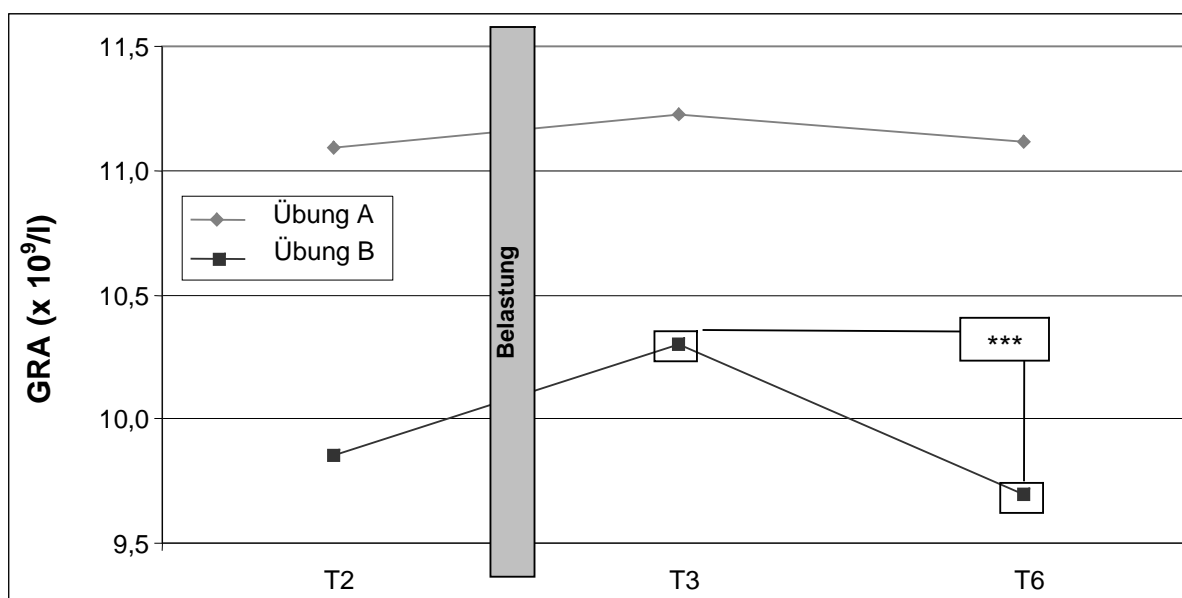 11,5
11,0
10,5
10,0
9,5
GRA (x 10⁹/l)
Übung A
Übung B
Belastung
***
T2
T3
T6